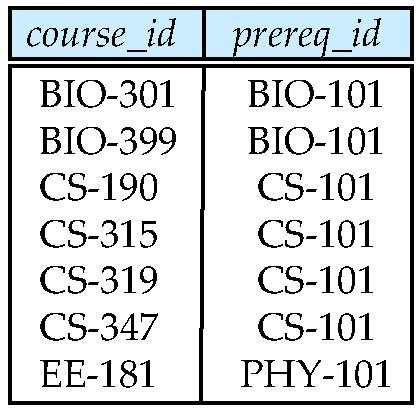 course_id prereq_id
BIO-301 BIO-101
BIO-399 BIO-101
CS-190 CS-101
CS-315 CS-101
CS-319 CS-101
CS-347 CS-101
EE-181 PHY-101